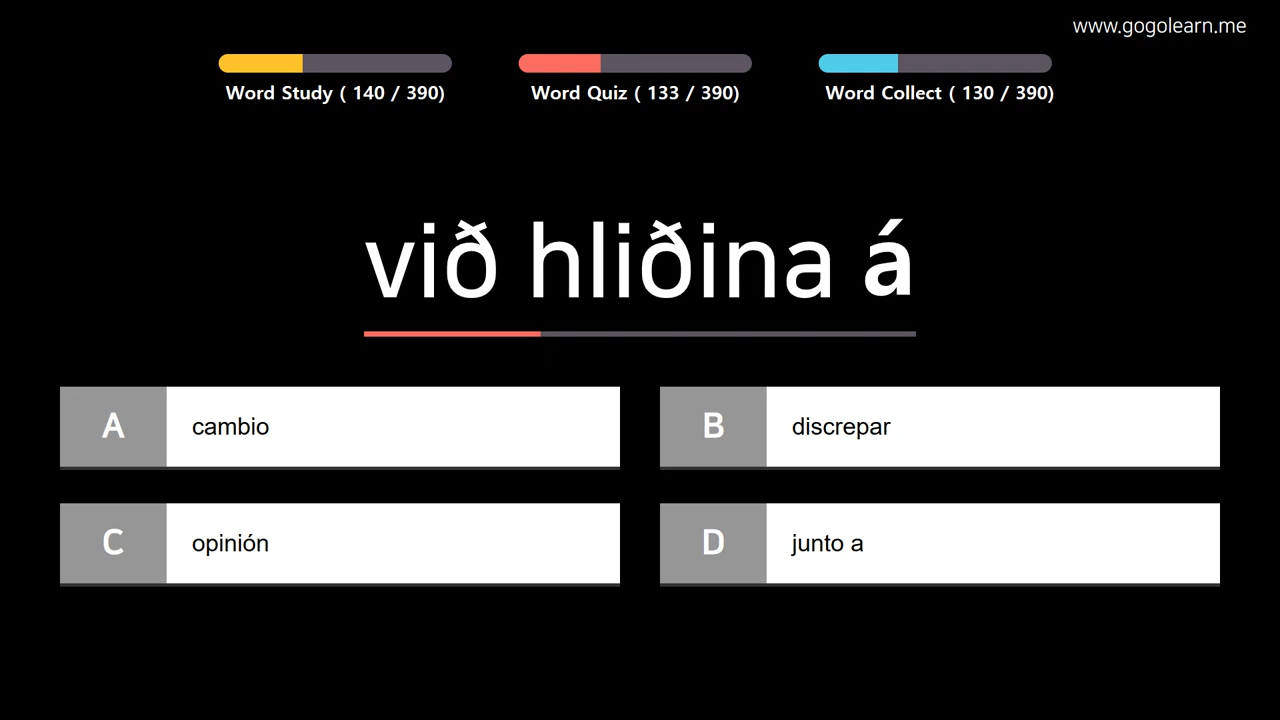 www.gogolearn.me
Word Study ( 140 / 390)
Word Quiz ( 133 / 390)
Word Collect ( 130 / 390)
við hliðina á
A
cambio
B
discrepar
C
opinión
D
junto a